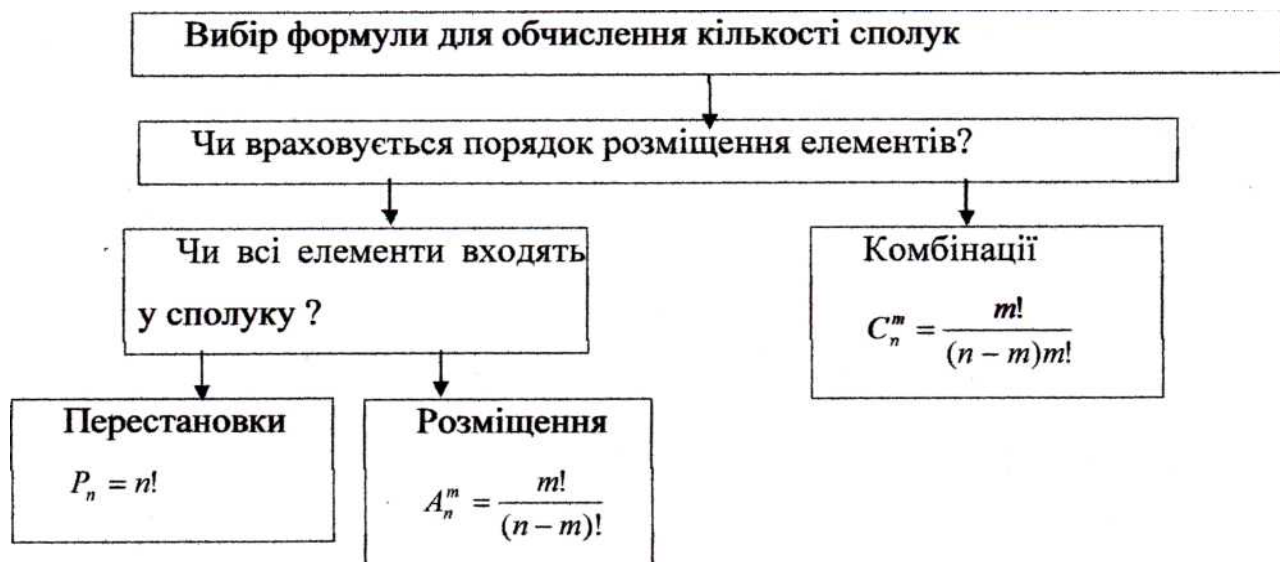 Вибір формули для обчислення кількості сполук
Чи враховується порядок розміщення елементів?
Чи всі елементи входять
у сполуку ?
Комбінації
C_n^m = m! / (n − m)m!
Перестановки
P_n = n!
Розміщення
A_n^m = m! / (n − m)!